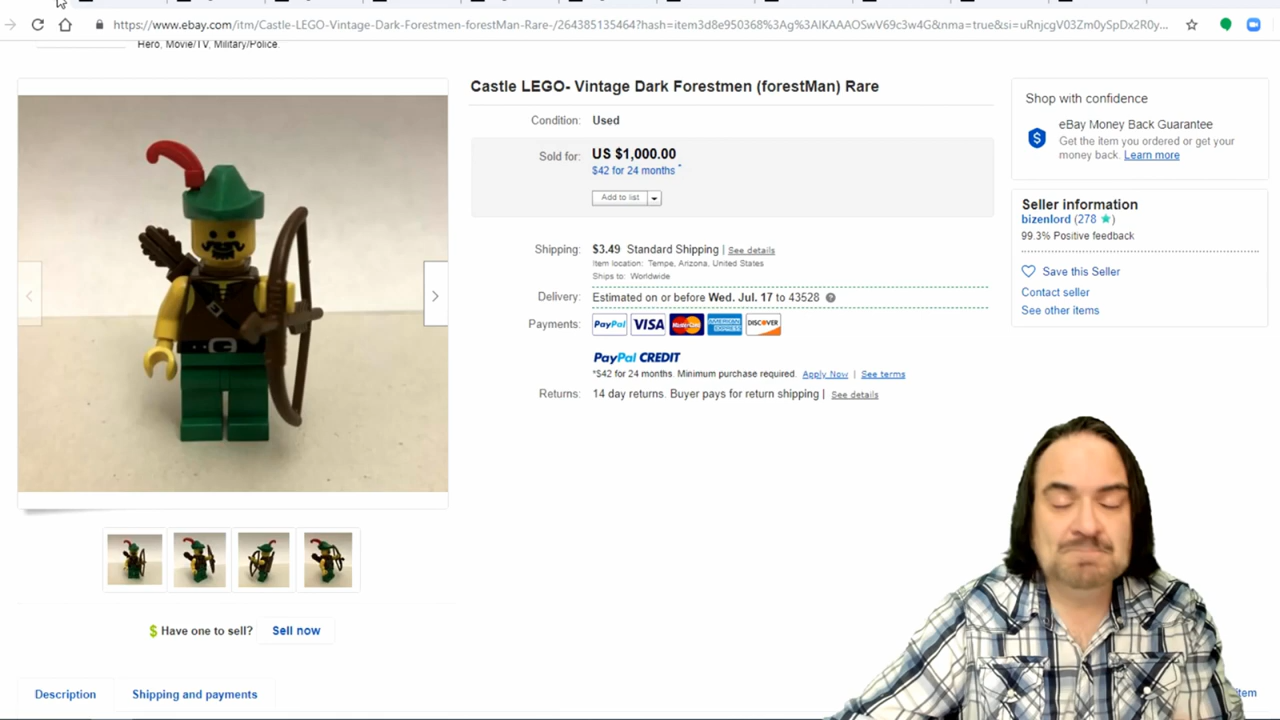 https://www.ebay.com/itm/Castle-LEGO-Vintage-Dark-Forestmen-forestMan-Rare-/264385135464?hash=item3d8e950368%3Ag%3AIKAAAOSwV69c3w4G&nma=true&si=uRnjcgV03Zm0ySpDx2R0y...
Hero, Movie/TV, Military/Police.
Castle LEGO- Vintage Dark Forestmen (forestMan) Rare
Condition: Used
Sold for: US $1,000.00
$42 for 24 months *
Add to list
Shipping: $3.49 Standard Shipping | See details
Item location: Tempe, Arizona, United States
Ships to: Worldwide
Delivery: Estimated on or before Wed. Jul. 17 to 43528
Payments: PayPal VISA MasterCard AMERICAN EXPRESS DISCOVER
PayPal CREDIT
*$42 for 24 months. Minimum purchase required. Apply Now | See terms
Returns: 14 day returns. Buyer pays for return shipping | See details
Shop with confidence
eBay Money Back Guarantee
Get the item you ordered or get your
money back. Learn more
Seller information
bizenlord (278 )
99.3% Positive feedback
Save this Seller
Contact seller
See other items
$ Have one to sell? Sell now
Description
Shipping and payments
item